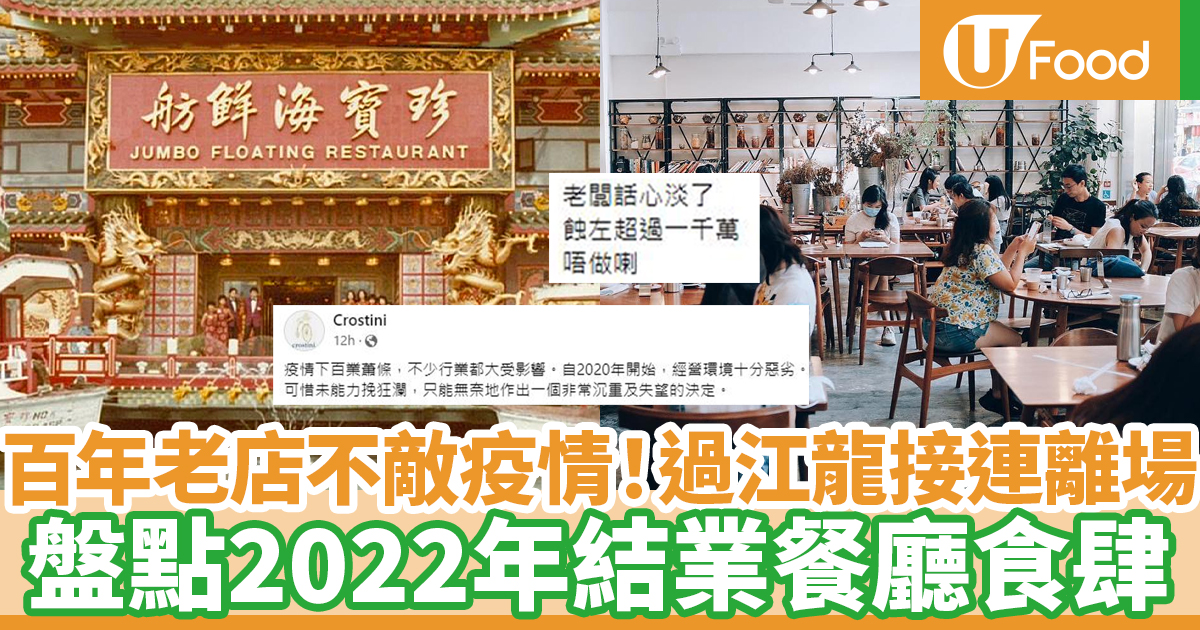 U Food
珍寶海鮮舫
JUMBO FLOATING RESTAURANT
老闆話心淡了
蝕左超過一千萬
唔做喇
Crostini
12h
疫情下百業蕭條，不少行業都大受影響。自2020年開始，經營環境十分惡劣。
可惜未能力挽狂瀾，只能無奈地作出一個非常沉重及失望的決定。
百年老店不敵疫情！過江龍接連離場
盤點2022年結業餐廳食肆